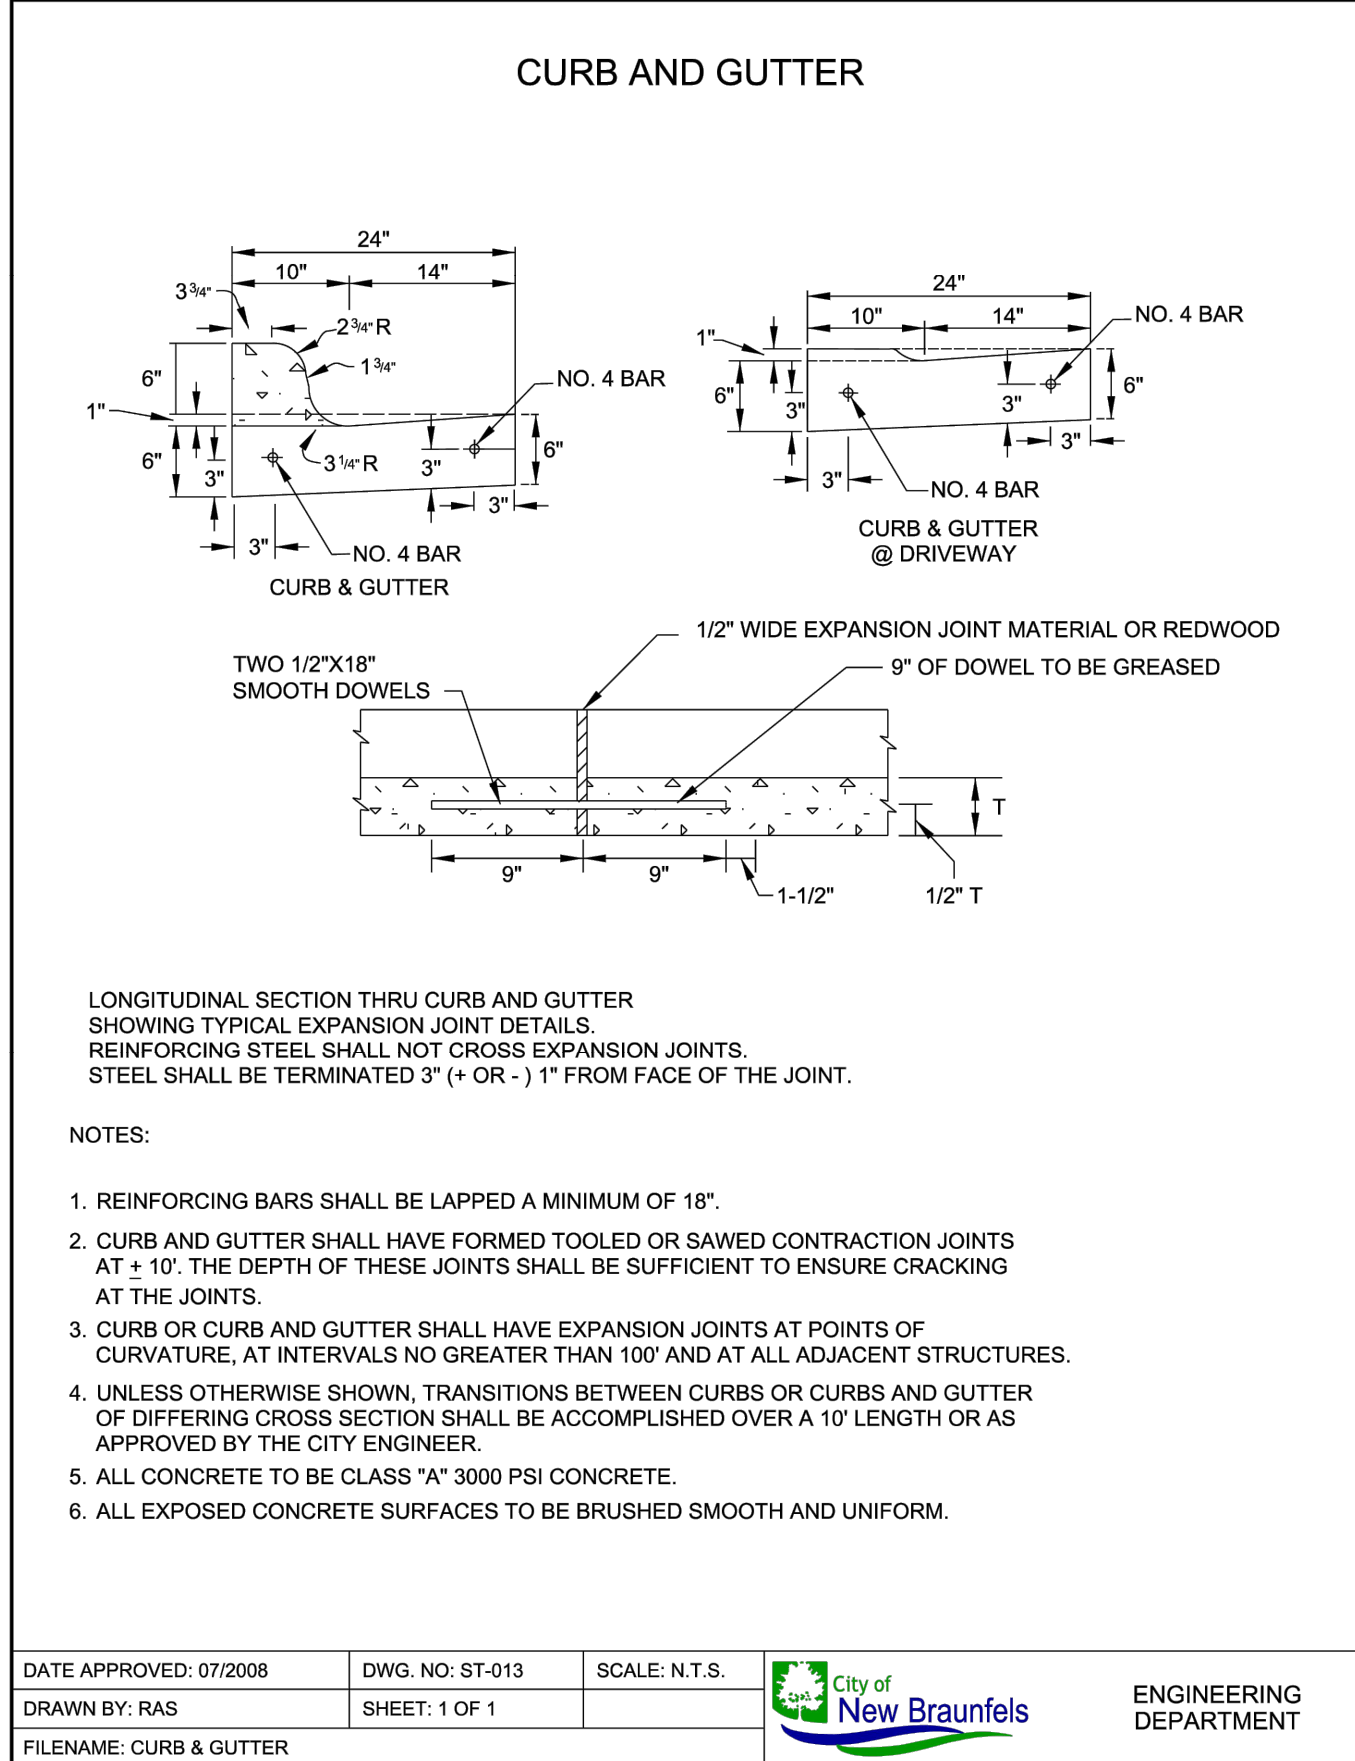 CURB AND GUTTER
24"
10" 14"
3 3/4"
2 3/4" R
1 3/4"
6"
1"
NO. 4 BAR
6"
3"
3 1/4" R
3"
6"
3"
3"
NO. 4 BAR
CURB & GUTTER
24"
10" 14"
NO. 4 BAR
1"
6"
3"
3"
6"
3"
3"
NO. 4 BAR
CURB & GUTTER
@ DRIVEWAY
1/2" WIDE EXPANSION JOINT MATERIAL OR REDWOOD
TWO 1/2"X18"
SMOOTH DOWELS
9" OF DOWEL TO BE GREASED
T
9" 9"
1-1/2"
1/2" T
LONGITUDINAL SECTION THRU CURB AND GUTTER
SHOWING TYPICAL EXPANSION JOINT DETAILS.
REINFORCING STEEL SHALL NOT CROSS EXPANSION JOINTS.
STEEL SHALL BE TERMINATED 3" (+ OR - ) 1" FROM FACE OF THE JOINT.
NOTES:
1. REINFORCING BARS SHALL BE LAPPED A MINIMUM OF 18".
2. CURB AND GUTTER SHALL HAVE FORMED TOOLED OR SAWED CONTRACTION JOINTS
AT ± 10'. THE DEPTH OF THESE JOINTS SHALL BE SUFFICIENT TO ENSURE CRACKING
AT THE JOINTS.
3. CURB OR CURB AND GUTTER SHALL HAVE EXPANSION JOINTS AT POINTS OF
CURVATURE, AT INTERVALS NO GREATER THAN 100' AND AT ALL ADJACENT STRUCTURES.
4. UNLESS OTHERWISE SHOWN, TRANSITIONS BETWEEN CURBS OR CURBS AND GUTTER
OF DIFFERING CROSS SECTION SHALL BE ACCOMPLISHED OVER A 10' LENGTH OR AS
APPROVED BY THE CITY ENGINEER.
5. ALL CONCRETE TO BE CLASS "A" 3000 PSI CONCRETE.
6. ALL EXPOSED CONCRETE SURFACES TO BE BRUSHED SMOOTH AND UNIFORM.
DATE APPROVED: 07/2008
DWG. NO: ST-013
SCALE: N.T.S.
DRAWN BY: RAS
SHEET: 1 OF 1
FILENAME: CURB & GUTTER
City of
New Braunfels
ENGINEERING
DEPARTMENT